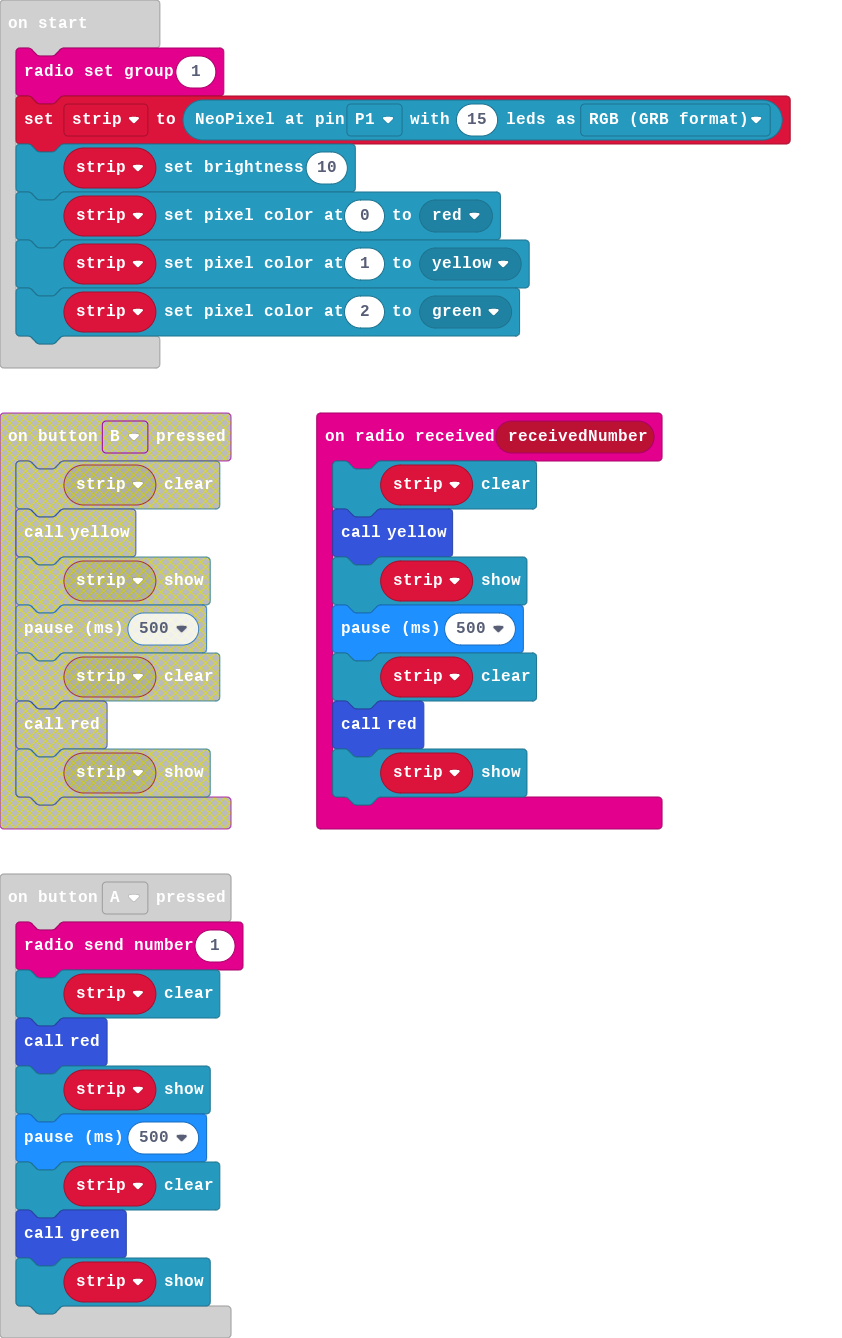 on start
radio set group 1
set strip to NeoPixel at pin P1 with 15 leds as RGB (GRB format)
strip set brightness 10
strip set pixel color at 0 to red
strip set pixel color at 1 to yellow
strip set pixel color at 2 to green
on button B pressed
strip clear
call yellow
strip show
pause (ms) 500
strip clear
call red
strip show
on radio received receivedNumber
strip clear
call yellow
strip show
pause (ms) 500
strip clear
call red
strip show
on button A pressed
radio send number 1
strip clear
call red
strip show
pause (ms) 500
strip clear
call green
strip show